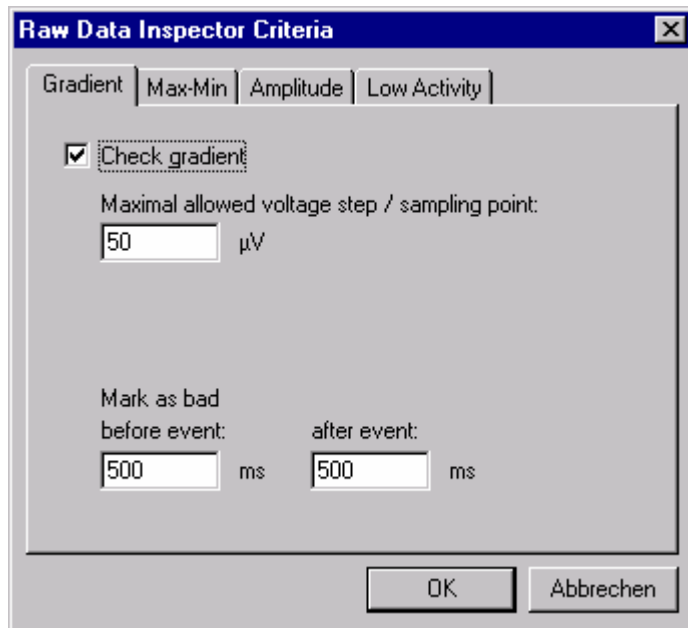 Raw Data Inspector Criteria
Gradient Max-Min Amplitude Low Activity
Check gradient
Maximal allowed voltage step / sampling point:
50 µV
Mark as bad
before event: after event:
500 ms 500 ms
OK Abbrechen